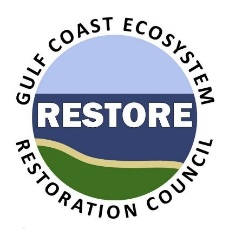 GULF COAST ECOSYSTEM
RESTORE
RESTORATION COUNCIL